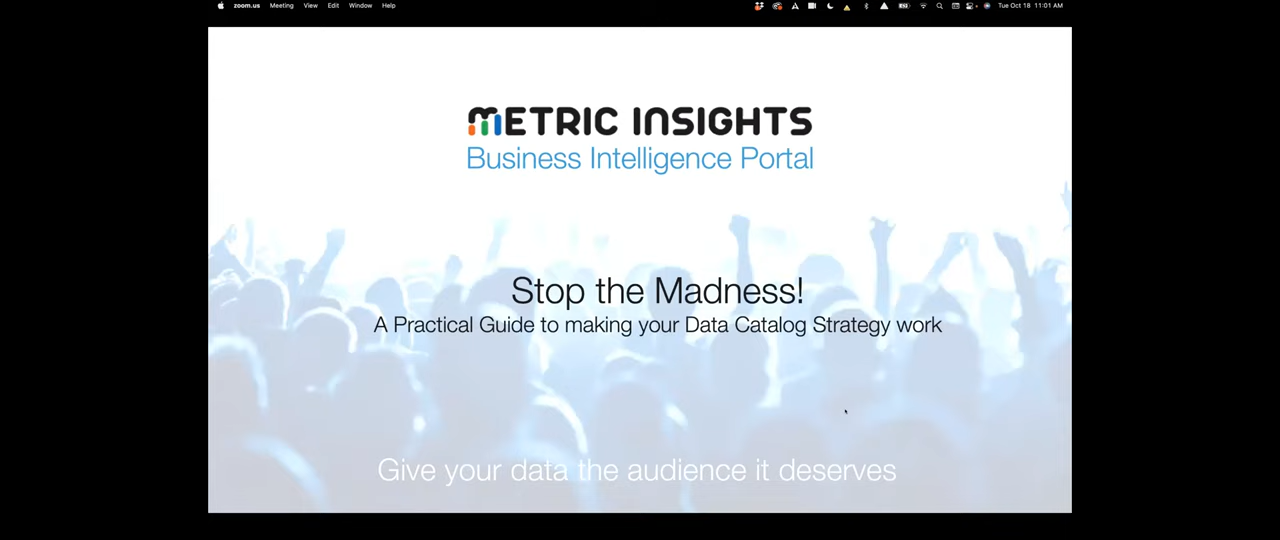 zoom.us Meeting View Edit Window Help Tue Oct 18 11:01 AM
METRIC INSIGHTS
Business Intelligence Portal
Stop the Madness!
A Practical Guide to making your Data Catalog Strategy work
Give your data the audience it deserves